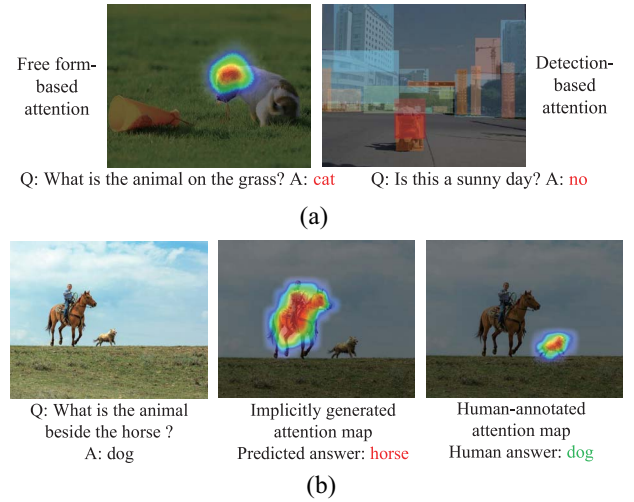 Free form-
based
attention
Detection-
based
attention
Q: What is the animal on the grass? A: cat
Q: Is this a sunny day? A: no
(a)
Q: What is the animal
beside the horse ?
A: dog
Implicitly generated
attention map
Predicted answer: horse
Human-annotated
attention map
Human answer: dog
(b)